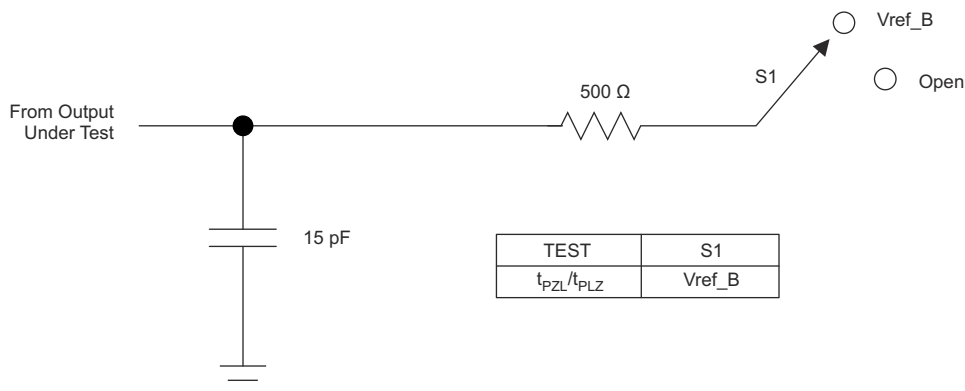 Vref_B
S1
Open
500 Ω
From Output
Under Test
15 pF
TEST S1
tPZL/tPLZ Vref_B